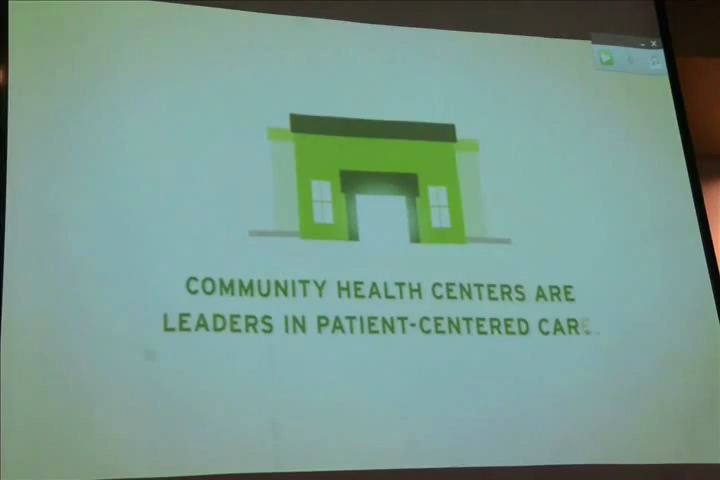 COMMUNITY HEALTH CENTERS ARE
LEADERS IN PATIENT-CENTERED CARE.